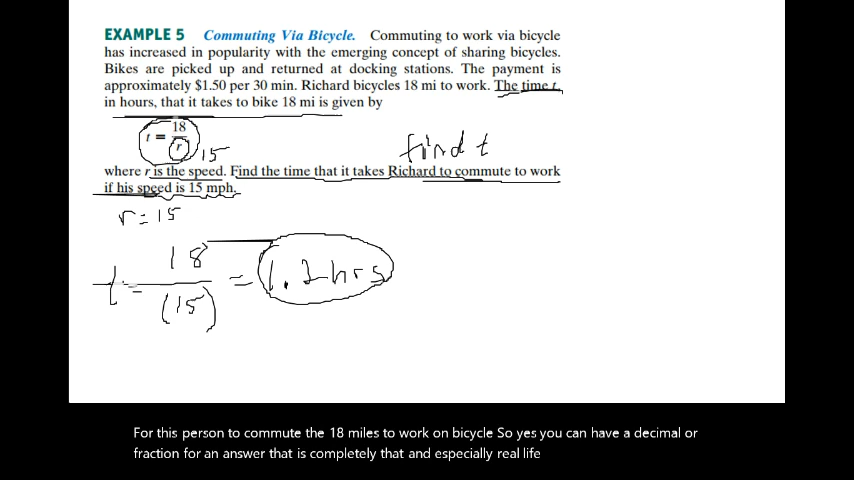 EXAMPLE 5 Commuting Via Bicycle. Commuting to work via bicycle
has increased in popularity with the emerging concept of sharing bicycles.
Bikes are picked up and returned at docking stations. The payment is
approximately $1.50 per 30 min. Richard bicycles 18 mi to work. The time t,
in hours, that it takes to bike 18 mi is given by
t = 18/r
15
find t
where r is the speed. Find the time that it takes Richard to commute to work
if his speed is 15 mph.
r = 15
t = 18/(15) = 1.2 hrs
For this person to commute the 18 miles to work on bicycle So yes you can have a decimal or
fraction for an answer that is completely that and especially real life